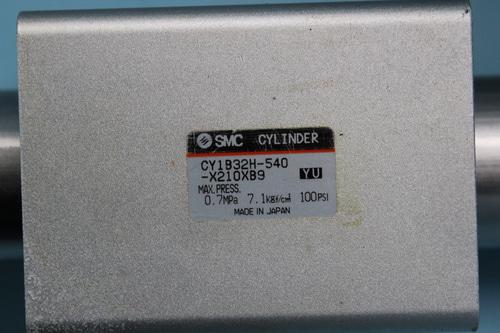 SMC CYLINDER
CY1B32H-540
-X210XB9 YU
MAX.PRESS.
0.7MPa 7.1kgf/cm² 100PSI
MADE IN JAPAN